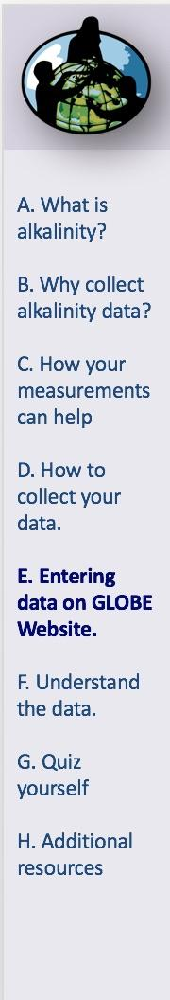 A. What is
alkalinity?
B. Why collect
alkalinity data?
C. How your
measurements
can help
D. How to
collect your
data.
E. Entering
data on GLOBE
Website.
F. Understand
the data.
G. Quiz
yourself
H. Additional
resources